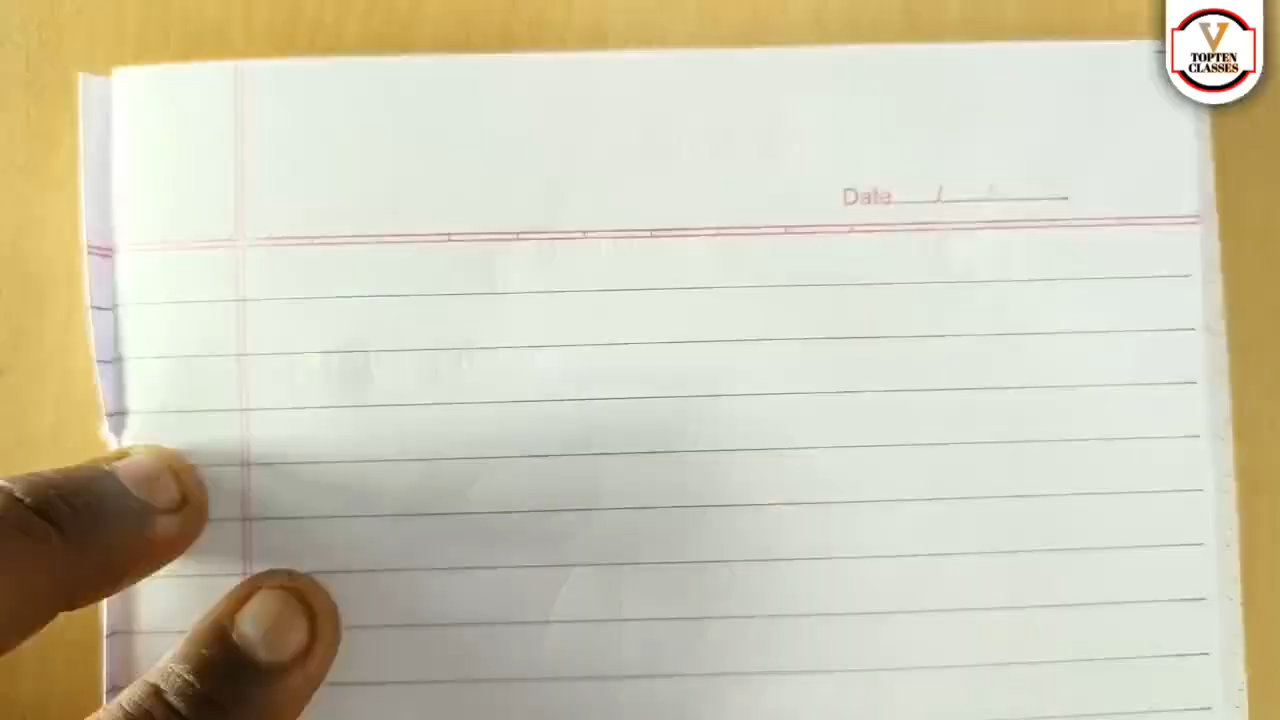 V
TOPTEN
CLASSES
Date / /